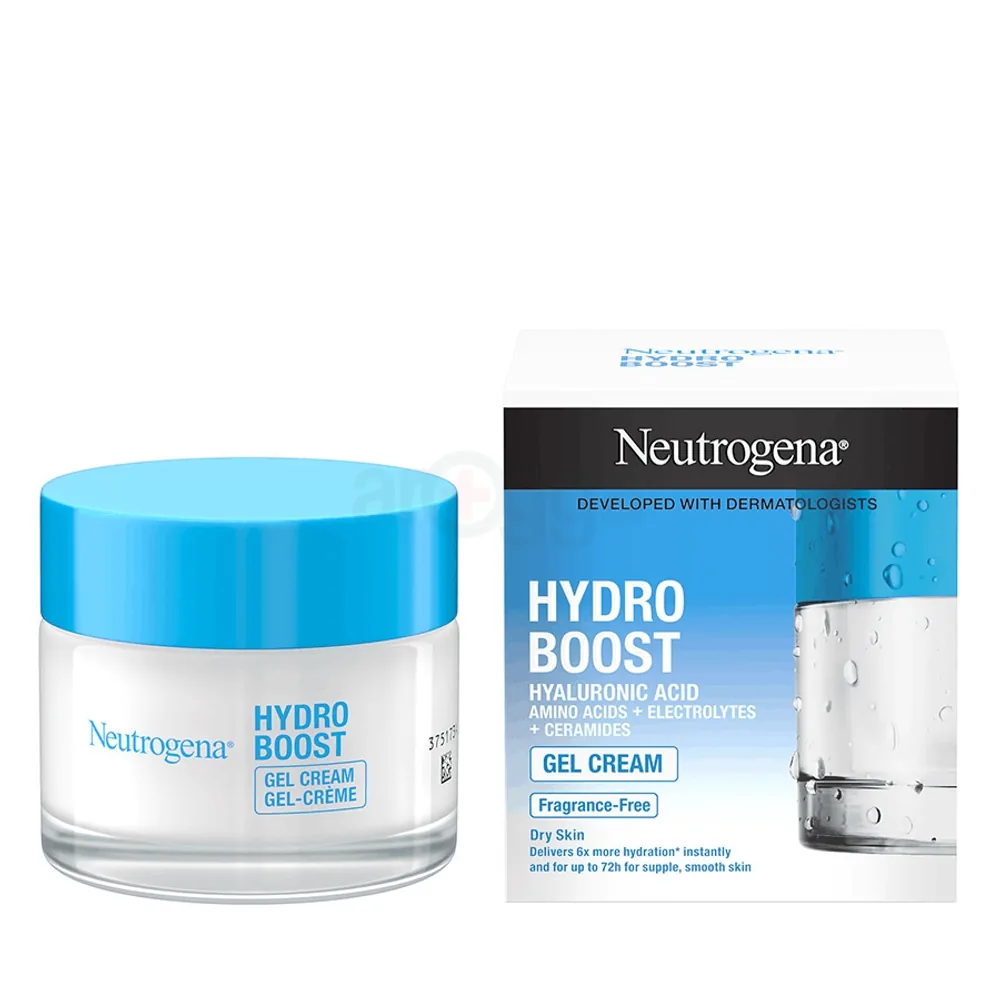 Neutrogena®
HYDRO
BOOST
GEL CREAM
GEL-CRÈME
Neutrogena®
HYDRO
BOOST
Neutrogena®
DEVELOPED WITH DERMATOLOGISTS
HYDRO
BOOST
HYALURONIC ACID
AMINO ACIDS + ELECTROLYTES
+ CERAMIDES
GEL CREAM
Fragrance-Free
Dry Skin
Delivers 6x more hydration* instantly
and for up to 72h for supple, smooth skin